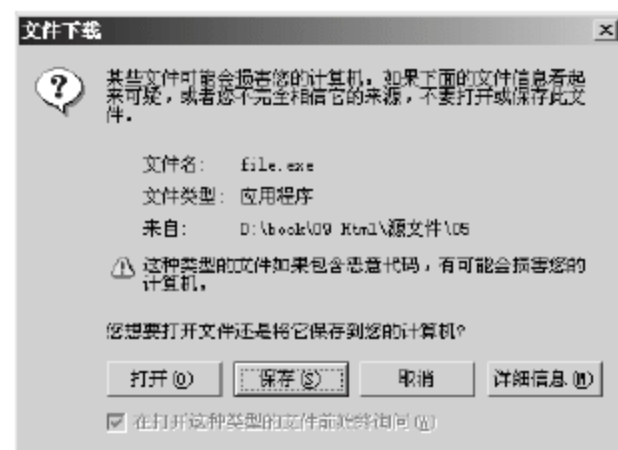 文件下载
某些文件可能会损害您的计算机。如果下面的文件信息看起
来可疑，或者您不完全相信它的来源，不要打开或保存此文
件。
文件名： file.exe
文件类型： 应用程序
来自： D:\book\09 Html\源文件\05
这种类型的文件如果包含恶意代码，有可能会损害您的
计算机。
您想要打开文件还是将它保存到您的计算机？
打开(O) 保存(S) 取消 详细信息(M)
在打开这种类型的文件前始终询问(W)